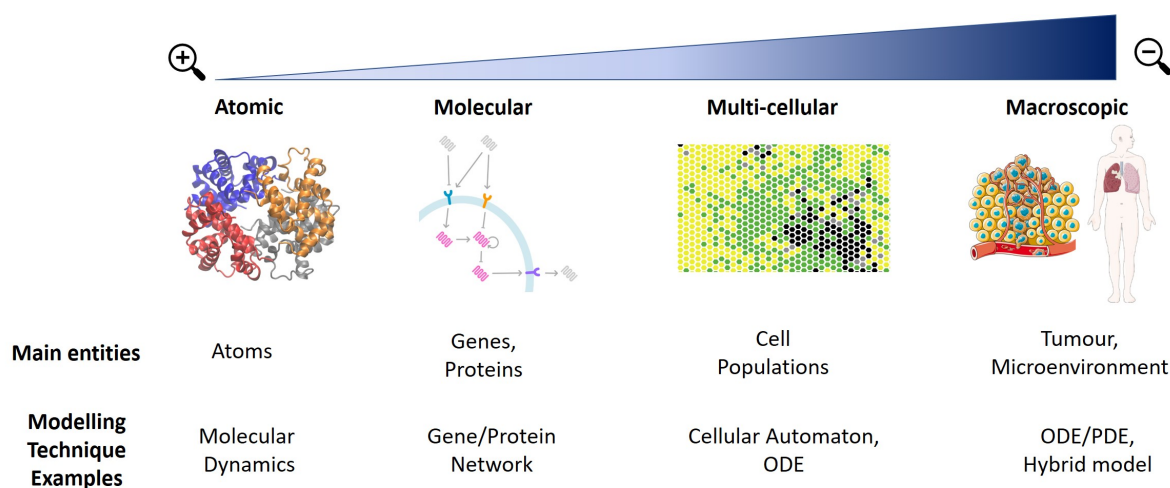 Atomic
Molecular
Multi-cellular
Macroscopic
Main entities
Atoms
Genes,
Proteins
Cell
Populations
Tumour,
Microenvironment
Modelling
Technique
Examples
Molecular
Dynamics
Gene/Protein
Network
Cellular Automaton,
ODE
ODE/PDE,
Hybrid model